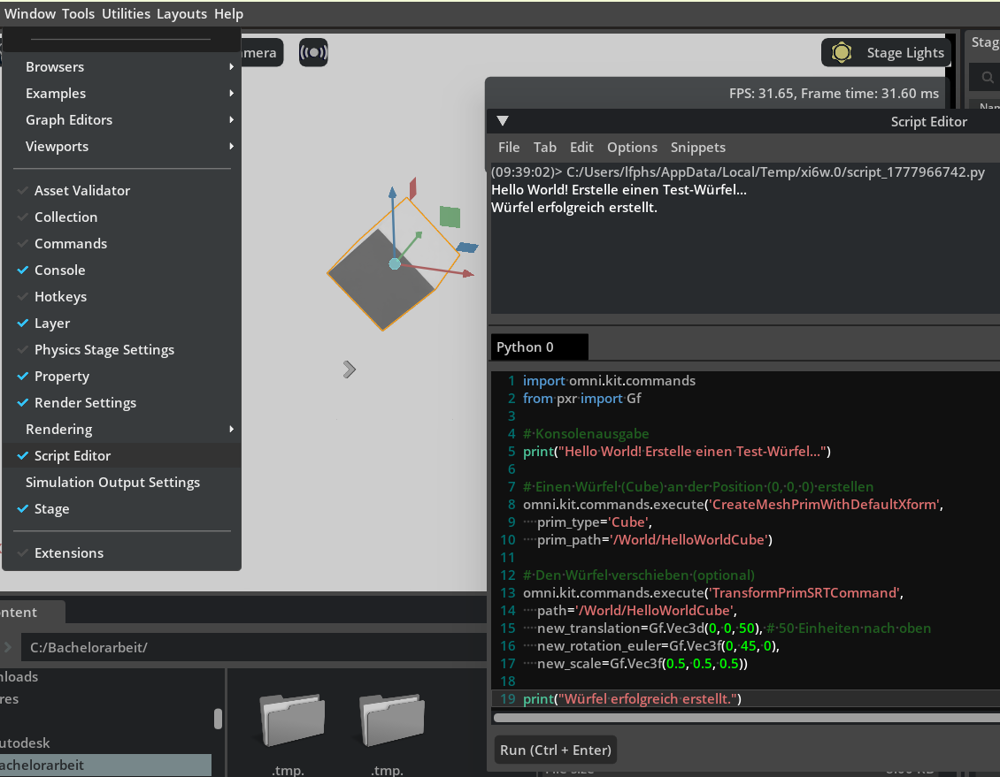 Window Tools Utilities Layouts Help
mera
Stage Lights
Stag
Browsers
Examples
Graph Editors
Viewports
Asset Validator
Collection
Commands
Console
Hotkeys
Layer
Physics Stage Settings
Property
Render Settings
Rendering
Script Editor
Simulation Output Settings
Stage
Extensions
FPS: 31.65, Frame time: 31.60 ms
Script Editor
File Tab Edit Options Snippets
(09:39:02)> C:/Users/lfphs/AppData/Local/Temp/xi6w.0/script_1777966742.py
Hello World! Erstelle einen Test-Würfel...
Würfel erfolgreich erstellt.
Python 0
1 import omni.kit.commands
2 from pxr import Gf
3
4 # Konsolenausgabe
5 print("Hello World! Erstelle einen Test-Würfel...")
6
7 # Einen Würfel (Cube) an der Position (0, 0, 0) erstellen
8 omni.kit.commands.execute('CreateMeshPrimWithDefaultXform',
9     prim_type='Cube',
10     prim_path='/World/HelloWorldCube')
11
12 # Den Würfel verschieben (optional)
13 omni.kit.commands.execute('TransformPrimSRTCommand',
14     path='/World/HelloWorldCube',
15     new_translation=Gf.Vec3d(0, 0, 50), # 50 Einheiten nach oben
16     new_rotation_euler=Gf.Vec3f(0, 45, 0),
17     new_scale=Gf.Vec3f(0.5, 0.5, 0.5))
18
19 print("Würfel erfolgreich erstellt.")
Run (Ctrl + Enter)
ntent
C:/Bachelorarbeit/
nloads
res
utodesk
achelorarbeit
.tmp.
.tmp.